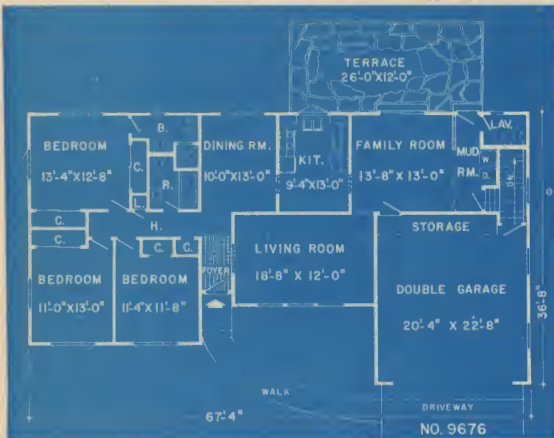 TERRACE
26'-0"X12'-0"
B.
LAV.
BEDROOM
13'-4"X12'-8"
C.
DINING RM.
10'-0"X13'-0"
KIT.
9'-4"X13'-0"
FAMILY ROOM
13'-8" X 13'-0"
MUD
RM.
W.
D.
DN.
R.
L.
C.
C.
H.
C.
C.
FOYER
LIVING ROOM
18'-8" X 12'-0"
STORAGE
BEDROOM
11'-0"X13'-0"
BEDROOM
11'-4"X11'-8"
DOUBLE GARAGE
20'-4" X 22'-8"
36'-8"
WALK
67'-4"
DRIVEWAY
NO. 9676